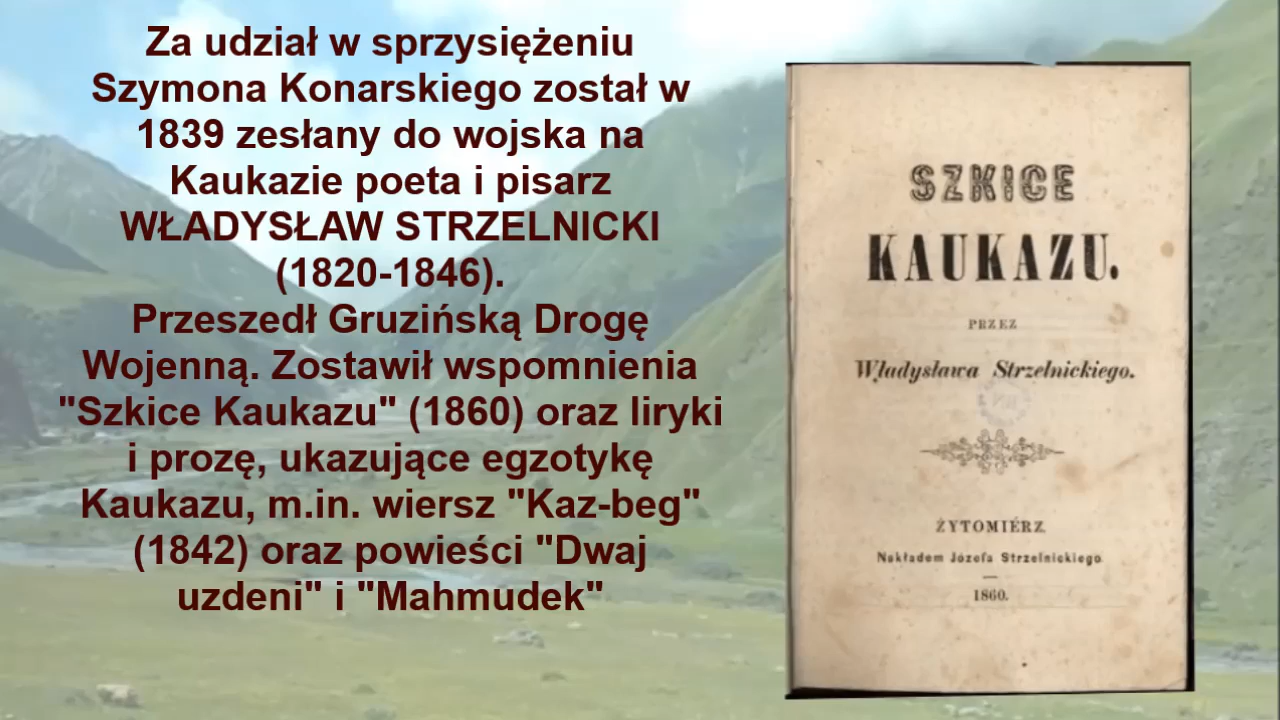 Za udział w sprzysiężeniu
Szymona Konarskiego został w
1839 zesłany do wojska na
Kaukazie poeta i pisarz
WŁADYSŁAW STRZELNICKI
(1820-1846).
Przeszedł Gruzińską Drogę
Wojenną. Zostawił wspomnienia
"Szkice Kaukazu" (1860) oraz liryki
i prozę, ukazujące egzotykę
Kaukazu, m.in. wiersz "Kaz-beg"
(1842) oraz powieści "Dwaj
uzdeni" i "Mahmudek"
SZKICE
KAUKAZU.
PRZEZ
Władysława Strzelnickiego.
ŻYTOMIÉRZ
Nakładem Józefa Strzelnickiego
1860.